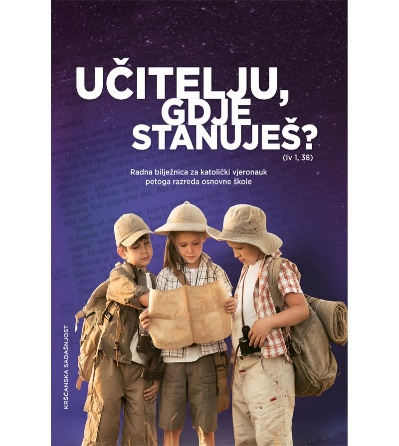 UČITELJU,
GDJE
STANUJEŠ?
(Iv 1, 38)
Radna bilježnica za katolički vjeronauk
petoga razreda osnovne škole
KRŠĆANSKA SADAŠNJOST